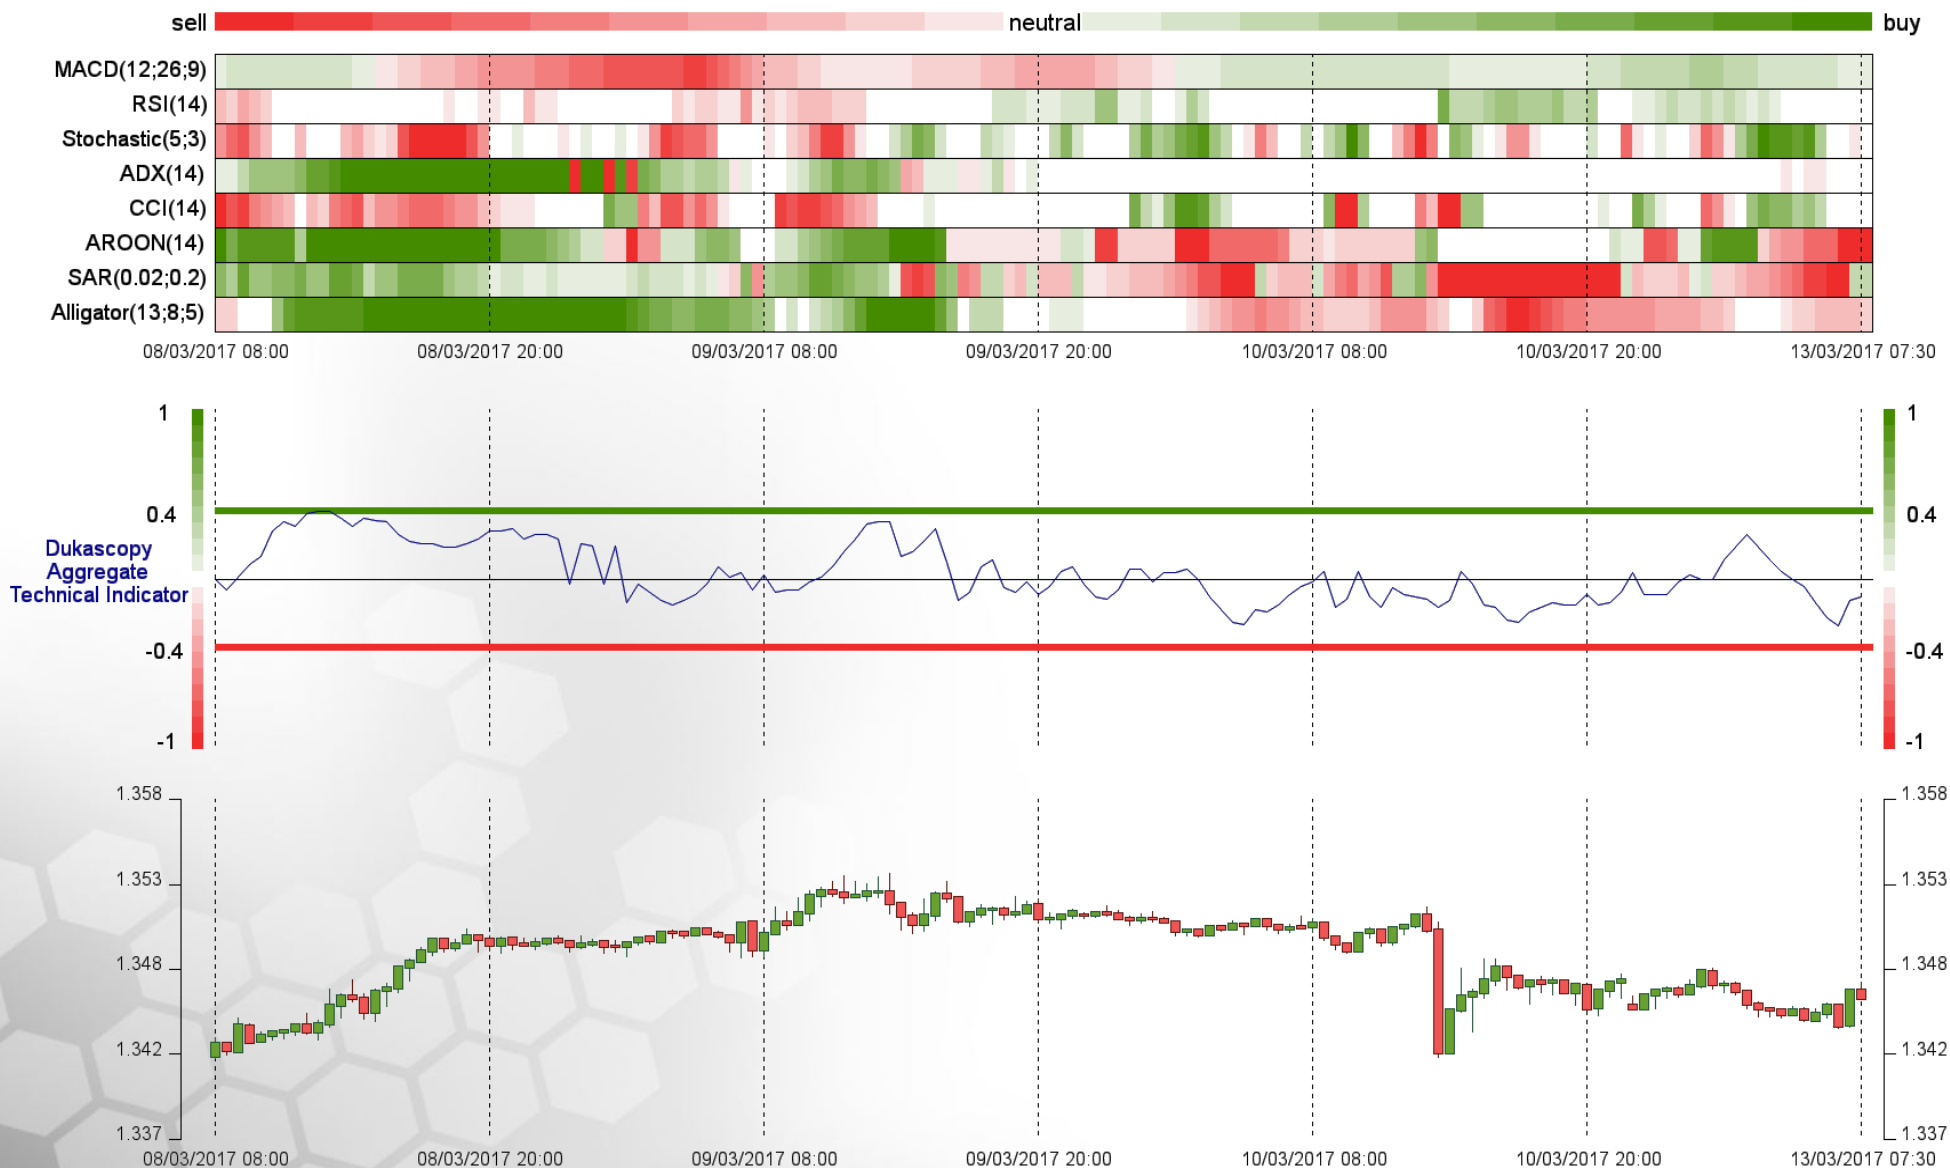 sell neutral buy
MACD(12;26;9)
RSI(14)
Stochastic(5;3)
ADX(14)
CCI(14)
AROON(14)
SAR(0.02;0.2)
Alligator(13;8;5)
08/03/2017 08:00 08/03/2017 20:00 09/03/2017 08:00 09/03/2017 20:00 10/03/2017 08:00 10/03/2017 20:00 13/03/2017 07:30
1 1
0.4 0.4
Dukascopy
Aggregate
Technical Indicator
-0.4 -0.4
-1 -1
1.358 1.358
1.353 1.353
1.348 1.348
1.342 1.342
1.337 1.337
08/03/2017 08:00 08/03/2017 20:00 09/03/2017 08:00 09/03/2017 20:00 10/03/2017 08:00 10/03/2017 20:00 13/03/2017 07:30